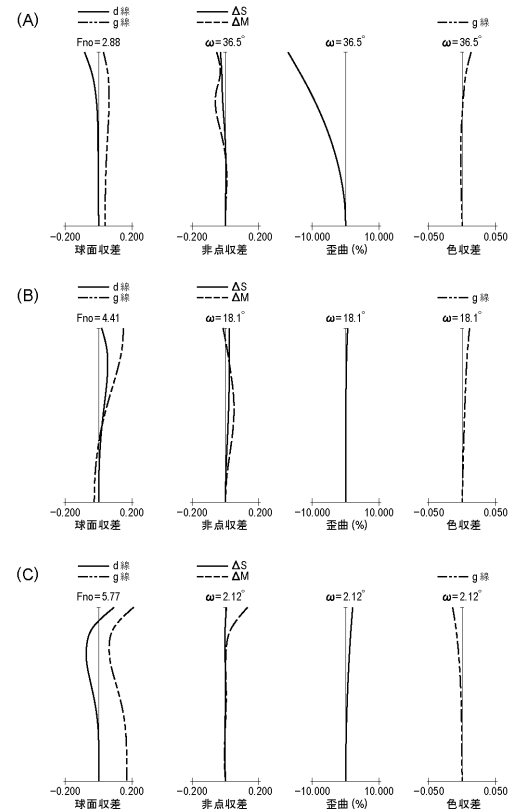 (A)
d 線
g 線
Fno=2.88
ΔS
ΔM
ω=36.5°
ω=36.5°
g 線
ω=36.5°
-0.200 0.200
球面収差
-0.200 0.200
非点収差
-10.000 10.000
歪曲(%)
-0.050 0.050
色収差
(B)
d 線
g 線
Fno=4.41
ΔS
ΔM
ω=18.1°
ω=18.1°
g 線
ω=18.1°
-0.200 0.200
球面収差
-0.200 0.200
非点収差
-10.000 10.000
歪曲(%)
-0.050 0.050
色収差
(C)
d 線
g 線
Fno=5.77
ΔS
ΔM
ω=2.12°
ω=2.12°
g 線
ω=2.12°
-0.200 0.200
球面収差
-0.200 0.200
非点収差
-10.000 10.000
歪曲(%)
-0.050 0.050
色収差